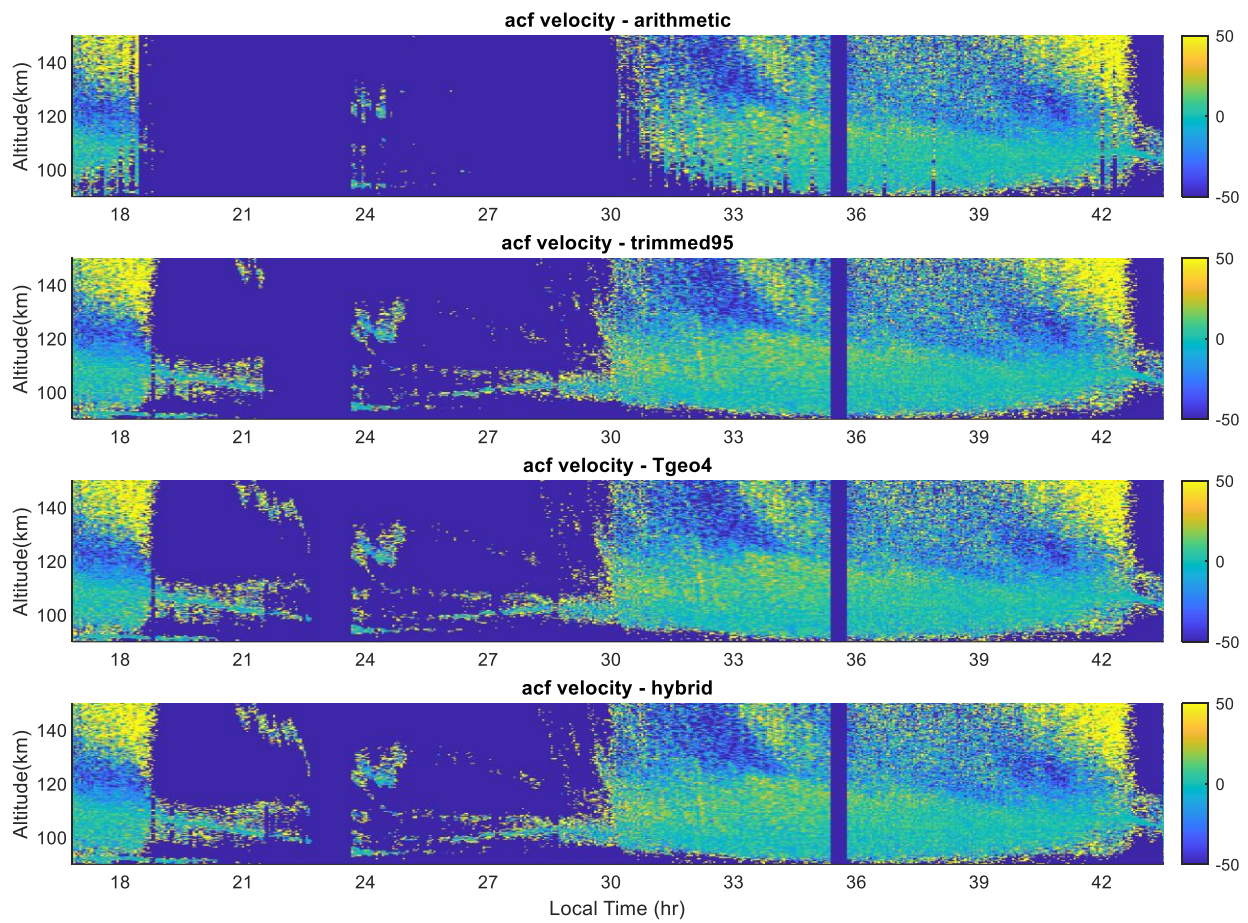 acf velocity - arithmetic
140
120
100
Altitude(km)
18 21 24 27 30 33 36 39 42
50
0
-50
acf velocity - trimmed95
140
120
100
Altitude(km)
18 21 24 27 30 33 36 39 42
50
0
-50
acf velocity - Tgeo4
140
120
100
Altitude(km)
18 21 24 27 30 33 36 39 42
50
0
-50
acf velocity - hybrid
140
120
100
Altitude(km)
18 21 24 27 30 33 36 39 42
50
0
-50
Local Time (hr)